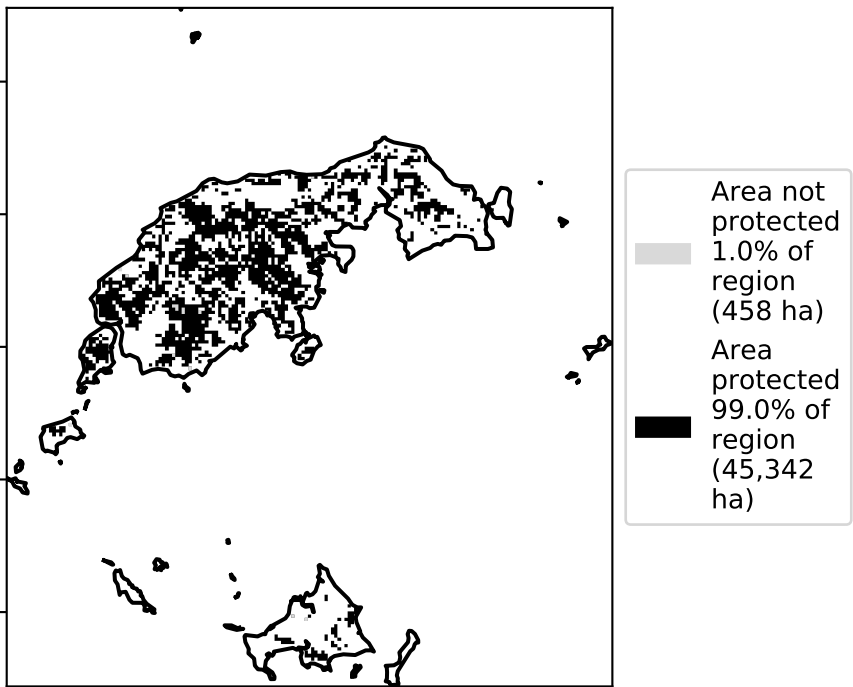 Area not
protected
1.0% of
region
(458 ha)
Area
protected
99.0% of
region
(45,342
ha)